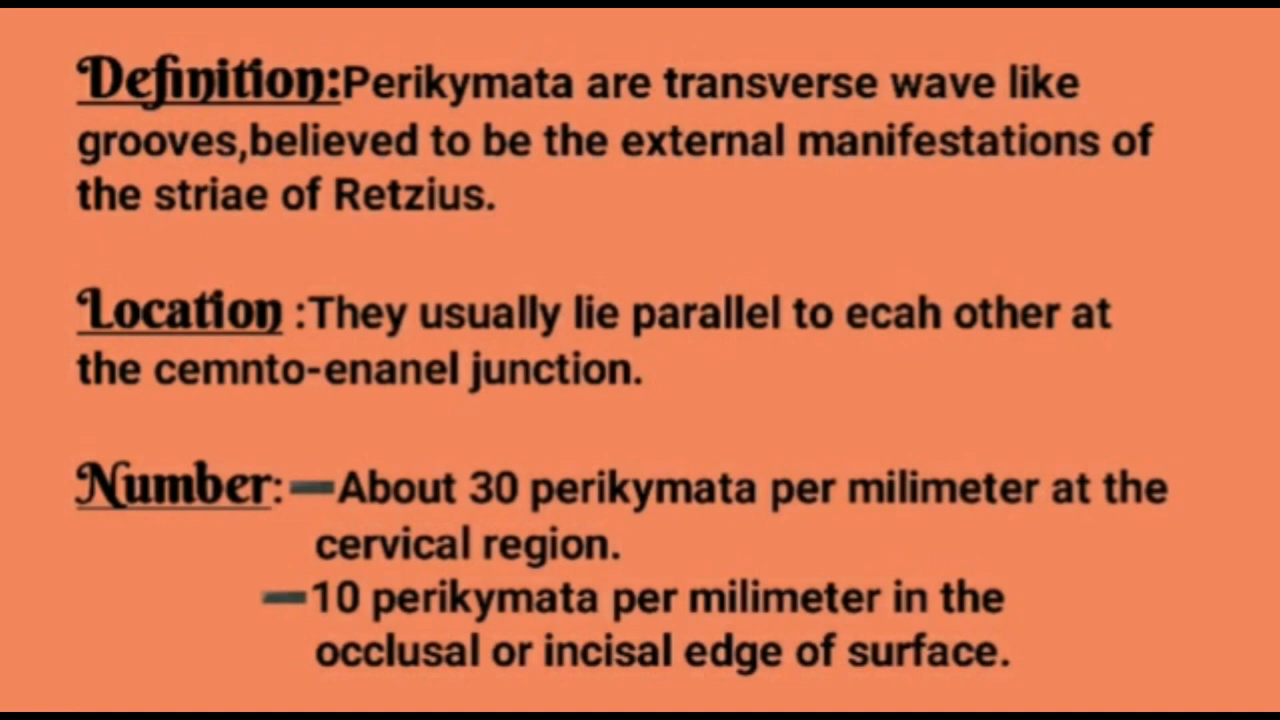 Definition:Perikymata are transverse wave like
grooves,believed to be the external manifestations of
the striae of Retzius.
Location :They usually lie parallel to ecah other at
the cemnto-enanel junction.
Number:➖About 30 perikymata per milimeter at the
cervical region.
➖10 perikymata per milimeter in the
occlusal or incisal edge of surface.